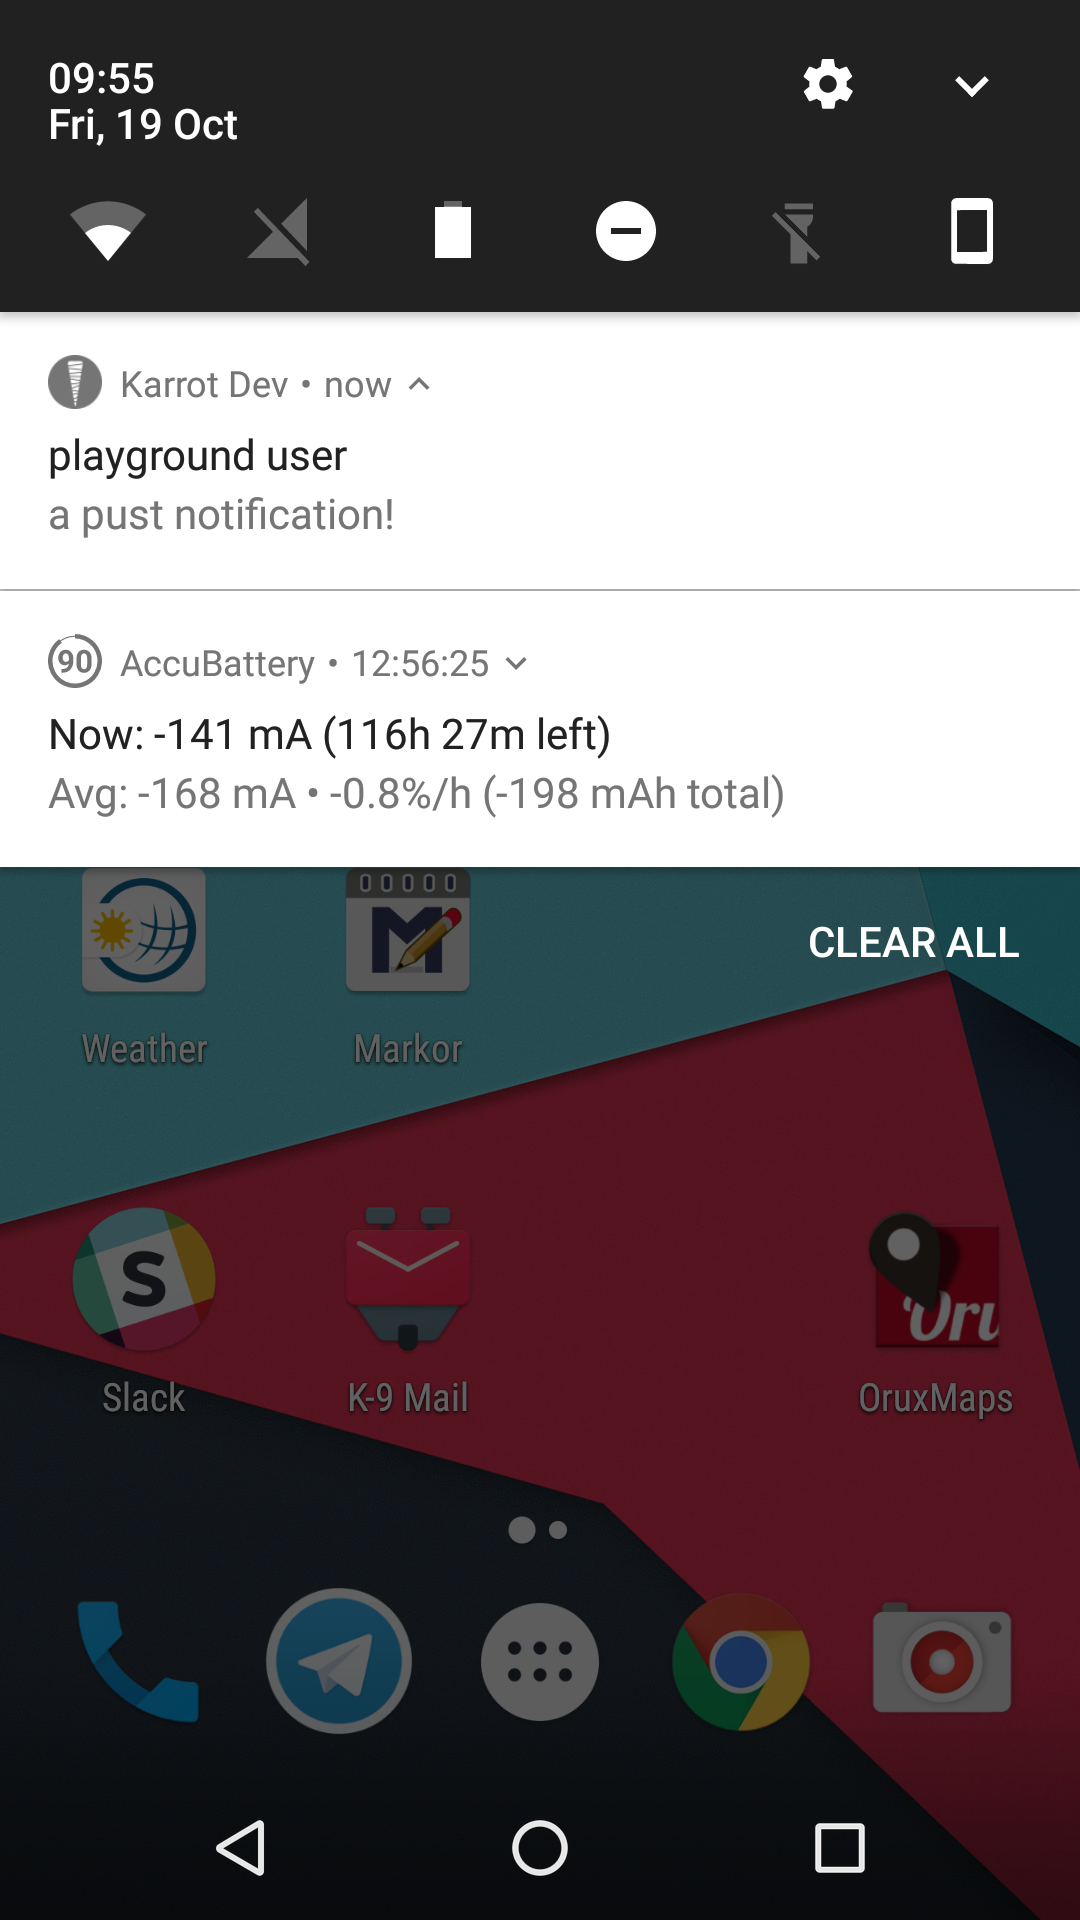 09:55
Fri, 19 Oct
Karrot Dev • now
playground user
a pust notification!
90 AccuBattery • 12:56:25
Now: -141 mA (116h 27m left)
Avg: -168 mA • -0.8%/h (-198 mAh total)
CLEAR ALL
M
Weather Markor
S
Oru
Slack K-9 Mail OruxMaps